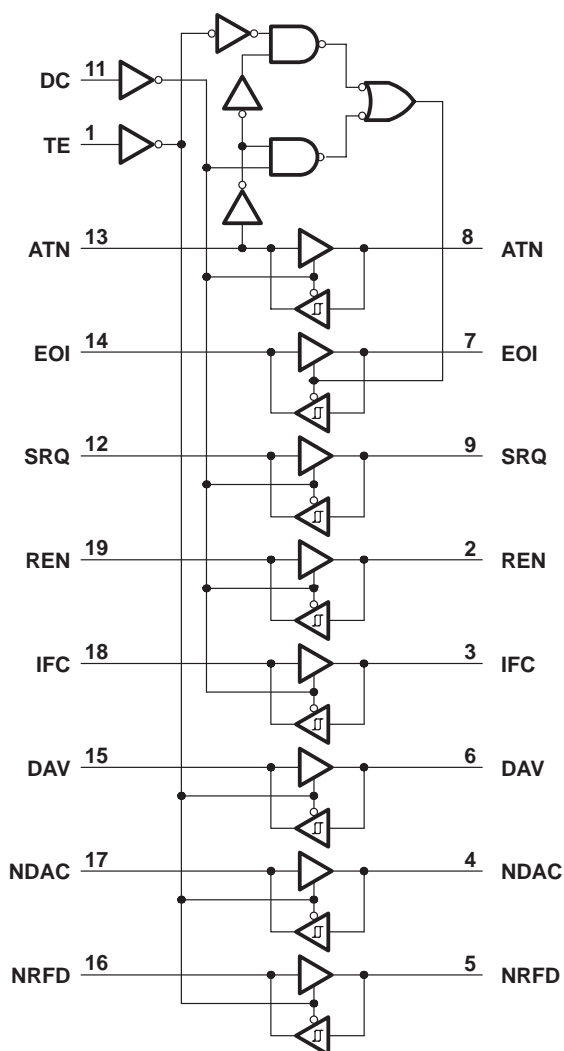 DC 11
TE 1
ATN 13 8 ATN
EOI 14 7 EOI
SRQ 12 9 SRQ
REN 19 2 REN
IFC 18 3 IFC
DAV 15 6 DAV
NDAC 17 4 NDAC
NRFD 16 5 NRFD